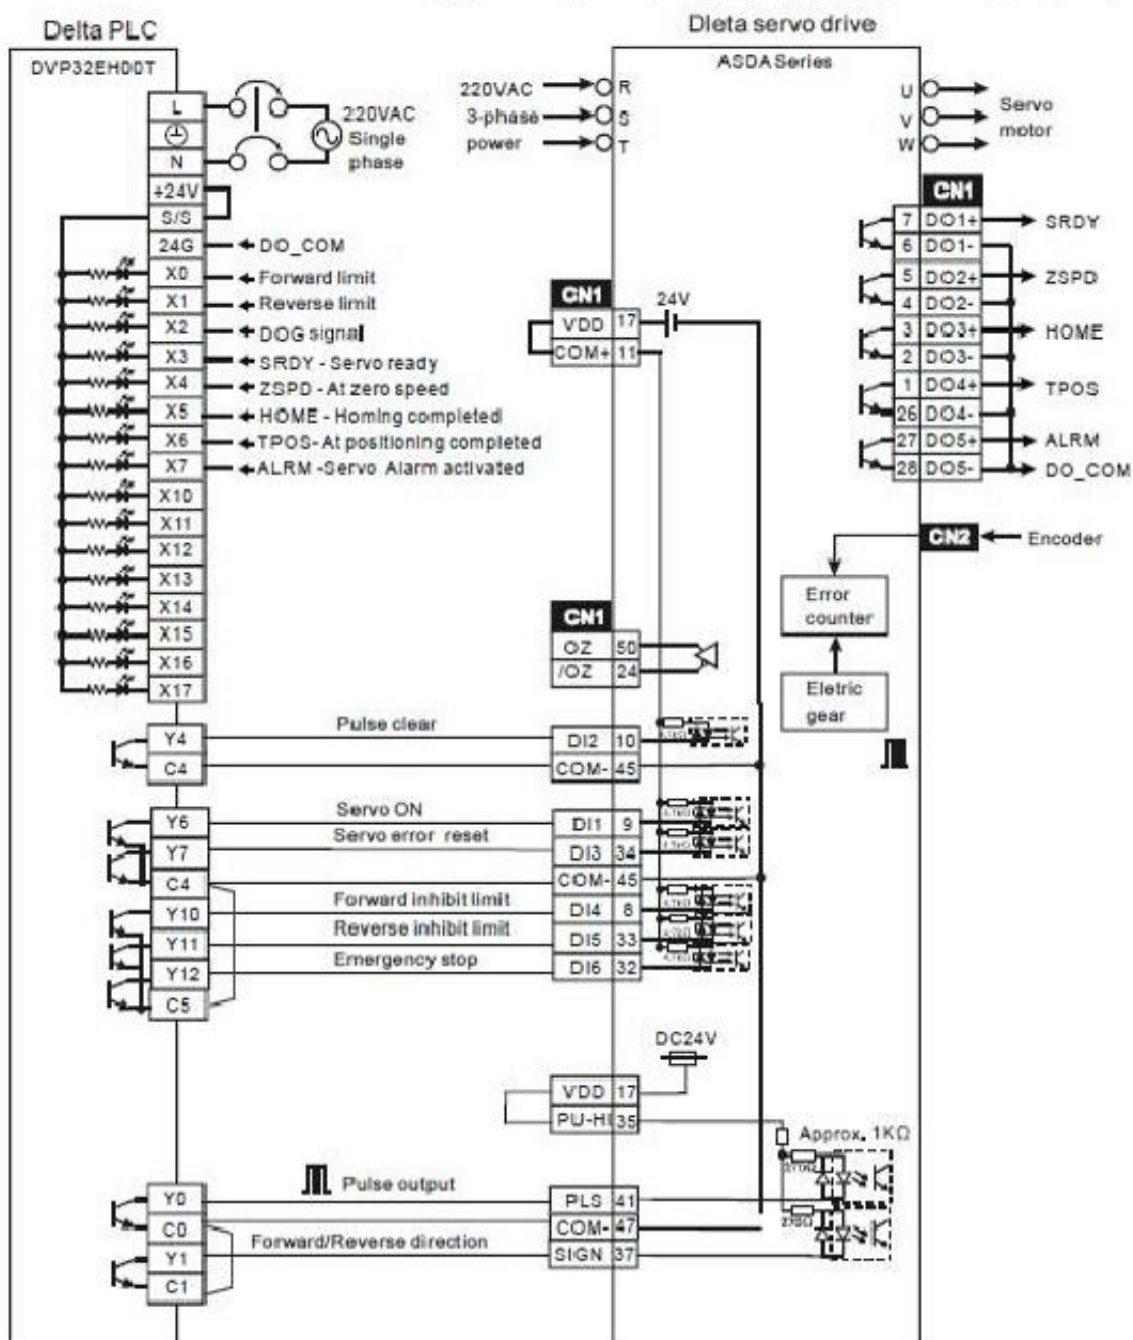 Delta PLC
DVP32EH00T
L
N
+24V
S/S
24G
X0
X1
X2
X3
X4
X5
X6
X7
X10
X11
X12
X13
X14
X15
X16
X17
220VAC
Single
phase
DO_COM
Forward limit
Reverse limit
DOG signal
SRDY - Servo ready
ZSPD - At zero speed
HOME - Homing completed
TPOS- At positioning completed
ALRM -Servo Alarm activated
Dleta servo drive
ASDA Series
220VAC
3-phase
power
R
S
T
U
V
W
Servo
motor
CN1
7 DO1+ SRDY
6 DO1-
5 DO2+ ZSPD
4 DO2-
3 DO3+ HOME
2 DO3-
1 DO4+ TPOS
26 DO4-
27 DO5+ ALRM
28 DO5- DO_COM
CN1
VDD 17
COM+ 11
24V
CN2
Encoder
Error
counter
Eletric
gear
CN1
OZ 50
/OZ 24
Y4 Pulse clear DI2 10
C4 COM- 45
Y6 Servo ON DI1 9
Y7 Servo error reset DI3 34
C4 COM- 45
Y10 Forward inhibit limit DI4 8
Y11 Reverse inhibit limit DI5 33
Y12 Emergency stop DI6 32
C5
DC24V
VDD 17
PU-HI 35
Approx. 1KΩ
270Ω
Y0 Pulse output PLS 41
C0 COM- 47
Y1 Forward/Reverse direction SIGN 37
C1